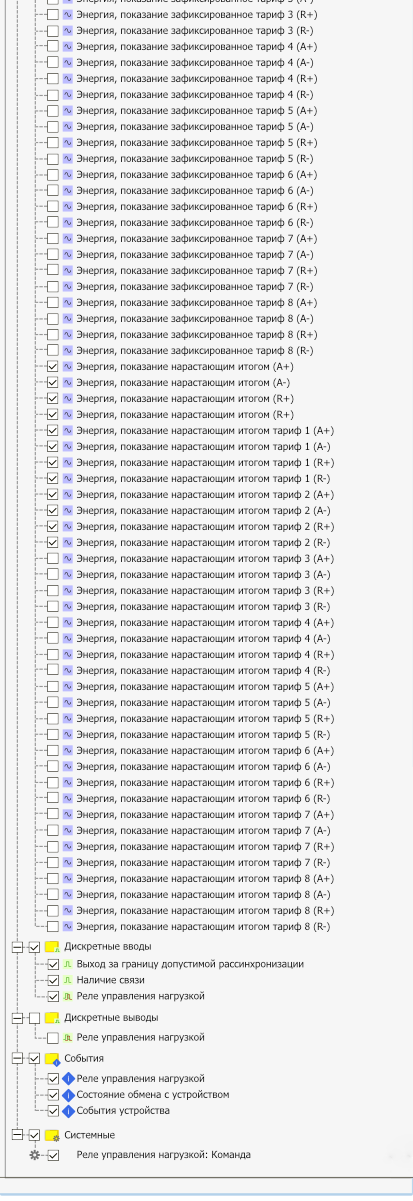 Энергия, показание зафиксированное тариф 3 (A-)
Энергия, показание зафиксированное тариф 3 (R+)
Энергия, показание зафиксированное тариф 3 (R-)
Энергия, показание зафиксированное тариф 4 (A+)
Энергия, показание зафиксированное тариф 4 (A-)
Энергия, показание зафиксированное тариф 4 (R+)
Энергия, показание зафиксированное тариф 4 (R-)
Энергия, показание зафиксированное тариф 5 (A+)
Энергия, показание зафиксированное тариф 5 (A-)
Энергия, показание зафиксированное тариф 5 (R+)
Энергия, показание зафиксированное тариф 5 (R-)
Энергия, показание зафиксированное тариф 6 (A+)
Энергия, показание зафиксированное тариф 6 (A-)
Энергия, показание зафиксированное тариф 6 (R+)
Энергия, показание зафиксированное тариф 6 (R-)
Энергия, показание зафиксированное тариф 7 (A+)
Энергия, показание зафиксированное тариф 7 (A-)
Энергия, показание зафиксированное тариф 7 (R+)
Энергия, показание зафиксированное тариф 7 (R-)
Энергия, показание зафиксированное тариф 8 (A+)
Энергия, показание зафиксированное тариф 8 (A-)
Энергия, показание зафиксированное тариф 8 (R+)
Энергия, показание зафиксированное тариф 8 (R-)
Энергия, показание нарастающим итогом (A+)
Энергия, показание нарастающим итогом (A-)
Энергия, показание нарастающим итогом (R+)
Энергия, показание нарастающим итогом (R+)
Энергия, показание нарастающим итогом тариф 1 (A+)
Энергия, показание нарастающим итогом тариф 1 (A-)
Энергия, показание нарастающим итогом тариф 1 (R+)
Энергия, показание нарастающим итогом тариф 1 (R-)
Энергия, показание нарастающим итогом тариф 2 (A+)
Энергия, показание нарастающим итогом тариф 2 (A-)
Энергия, показание нарастающим итогом тариф 2 (R+)
Энергия, показание нарастающим итогом тариф 2 (R-)
Энергия, показание нарастающим итогом тариф 3 (A+)
Энергия, показание нарастающим итогом тариф 3 (A-)
Энергия, показание нарастающим итогом тариф 3 (R+)
Энергия, показание нарастающим итогом тариф 3 (R-)
Энергия, показание нарастающим итогом тариф 4 (A+)
Энергия, показание нарастающим итогом тариф 4 (A-)
Энергия, показание нарастающим итогом тариф 4 (R+)
Энергия, показание нарастающим итогом тариф 4 (R-)
Энергия, показание нарастающим итогом тариф 5 (A+)
Энергия, показание нарастающим итогом тариф 5 (A-)
Энергия, показание нарастающим итогом тариф 5 (R+)
Энергия, показание нарастающим итогом тариф 5 (R-)
Энергия, показание нарастающим итогом тариф 6 (A+)
Энергия, показание нарастающим итогом тариф 6 (A-)
Энергия, показание нарастающим итогом тариф 6 (R+)
Энергия, показание нарастающим итогом тариф 6 (R-)
Энергия, показание нарастающим итогом тариф 7 (A+)
Энергия, показание нарастающим итогом тариф 7 (A-)
Энергия, показание нарастающим итогом тариф 7 (R+)
Энергия, показание нарастающим итогом тариф 7 (R-)
Энергия, показание нарастающим итогом тариф 8 (A+)
Энергия, показание нарастающим итогом тариф 8 (A-)
Энергия, показание нарастающим итогом тариф 8 (R+)
Энергия, показание нарастающим итогом тариф 8 (R-)
Дискретные вводы
Выход за границу допустимой рассинхронизации
Наличие связи
Реле управления нагрузкой
Дискретные выводы
Реле управления нагрузкой
События
Реле управления нагрузкой
Состояние обмена с устройством
События устройства
Системные
Реле управления нагрузкой: Команда